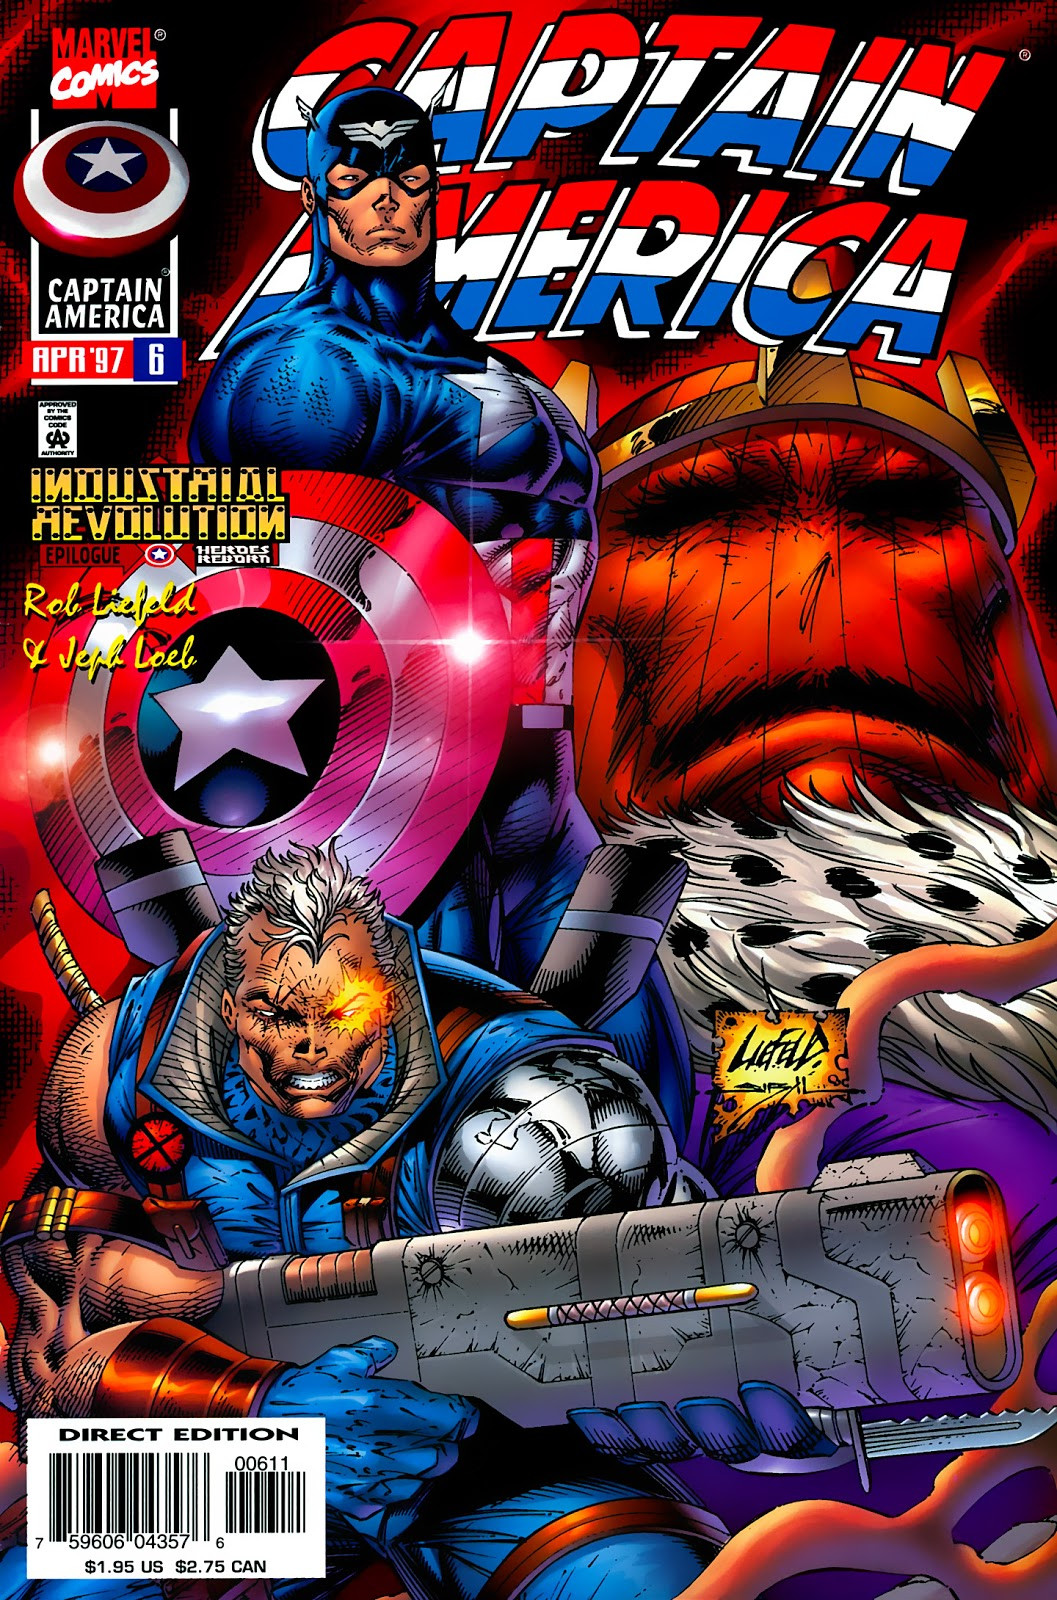 MARVEL®
COMICS
CAPTAIN
AMERICA
®
CAPTAIN®
AMERICA
APR '97 6
APPROVED
BY THE
COMICS
CODE
CA
AUTHORITY
INDUSTRIAL
REVOLUTION
EPILOGUE HEROES
REBORN
Rob Liefeld
& Jeph Loeb
A
LIEFELD
DIRECT EDITION
00611
7 59606 04357 6
$1.95 US $2.75 CAN